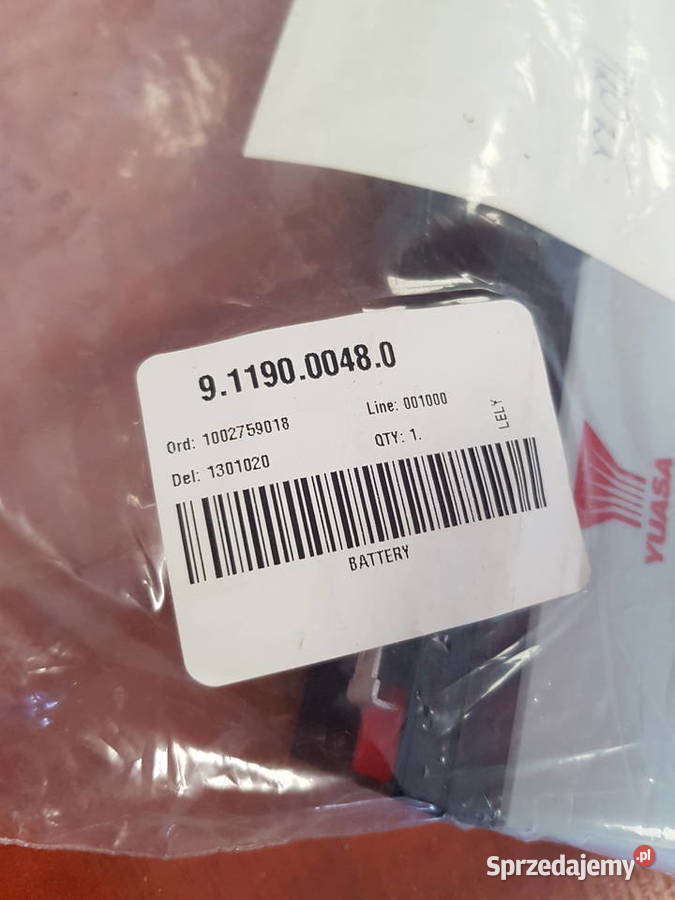 9.1190.0048.0
Ord: 1002759018 Line: 001000
Del: 1301020 QTY: 1.
LELY
BATTERY
YUASA
Sprzedajemy.pl